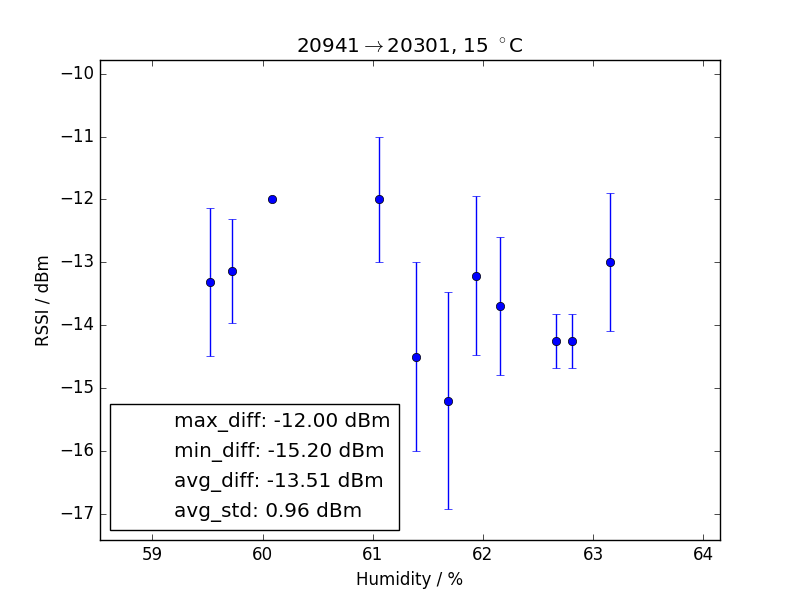 20941→20301, 15 °C
−10
−11
−12
−13
−14
−15
−16
−17
RSSI / dBm
max_diff: -12.00 dBm
min_diff: -15.20 dBm
avg_diff: -13.51 dBm
avg_std: 0.96 dBm
59 60 61 62 63 64
Humidity / %